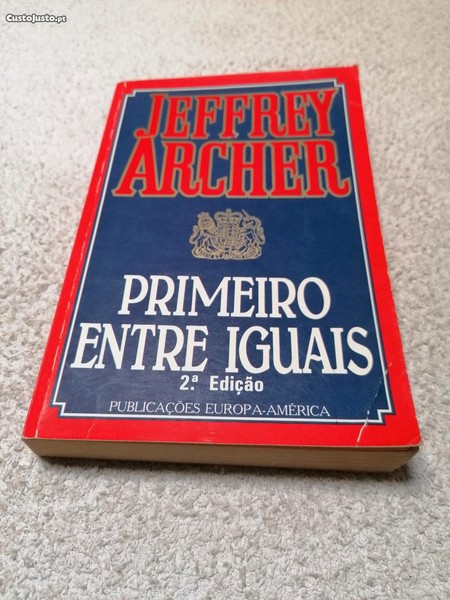 CustoJusto.pt
JEFFREY
ARCHER
PRIMEIRO
ENTRE IGUAIS
2.ª Edição
PUBLICAÇÕES EUROPA-AMÉRICA